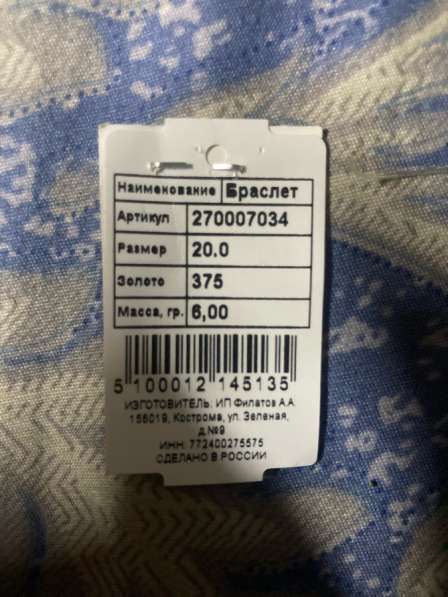 Наименование Браслет
Артикул 270007034
Размер 20.0
Золото 375
Масса, гр. 6,00
5 100012 145135
ИЗГОТОВИТЕЛЬ: ИП Филатов А.А.
156019, Кострома, ул. Зеленая,
д.№9
ИНН: 772400275575
СДЕЛАНО В РОССИИ